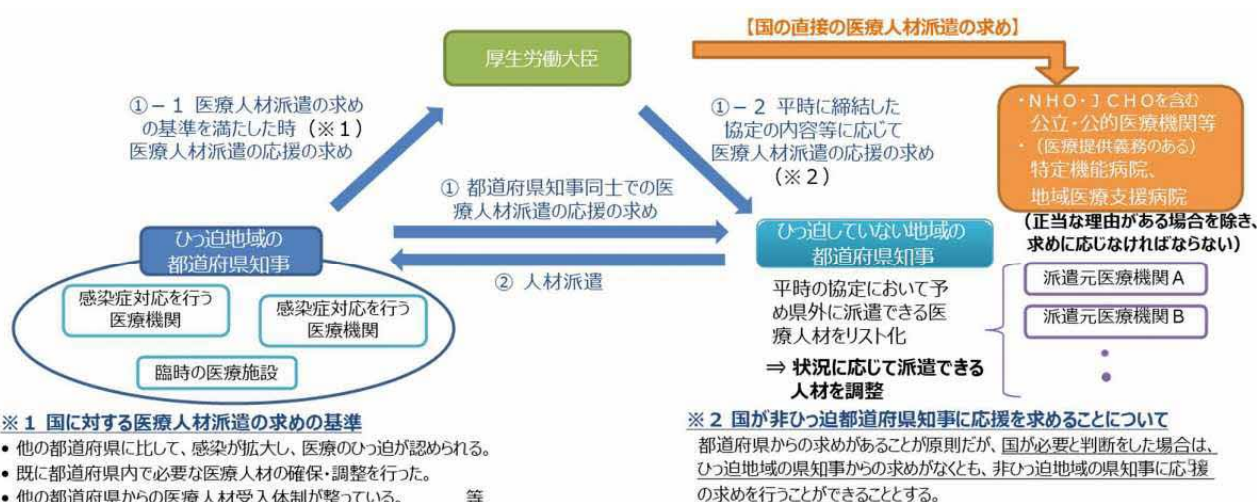 【国の直接の医療人材派遣の求め】
厚生労働大臣
①－1 医療人材派遣の求め
の基準を満たした時（※1）
医療人材派遣の応援の求め
①－2 平時に締結した
協定の内容等に応じて
医療人材派遣の応援の求め
（※2）
・NHO・JCHOを含む
公立・公的医療機関等
・（医療提供義務のある）
特定機能病院、
地域医療支援病院
(正当な理由がある場合を除き、
求めに応じなければならない)
① 都道府県知事同士での医
療人材派遣の応援の求め
ひっ迫地域の
都道府県知事
ひっ迫していない地域の
都道府県知事
② 人材派遣
感染症対応を行う
医療機関
感染症対応を行う
医療機関
臨時の医療施設
平時の協定において予
め県外に派遣できる医
療人材をリスト化
⇒ 状況に応じて派遣できる
人材を調整
派遣元医療機関A
派遣元医療機関B
※1 国に対する医療人材派遣の求めの基準
• 他の都道府県に比して、感染が拡大し、医療のひっ迫が認められる。
• 既に都道府県内で必要な医療人材の確保・調整を行った。
• 他の都道府県からの医療人材受入体制が整っている。 等
※2 国が非ひっ迫都道府県知事に応援を求めることについて
都道府県からの求めがあることが原則だが、国が必要と判断をした場合は、
ひっ迫地域の県知事からの求めがなくとも、非ひっ迫地域の県知事に応援
の求めを行うことができることとする。